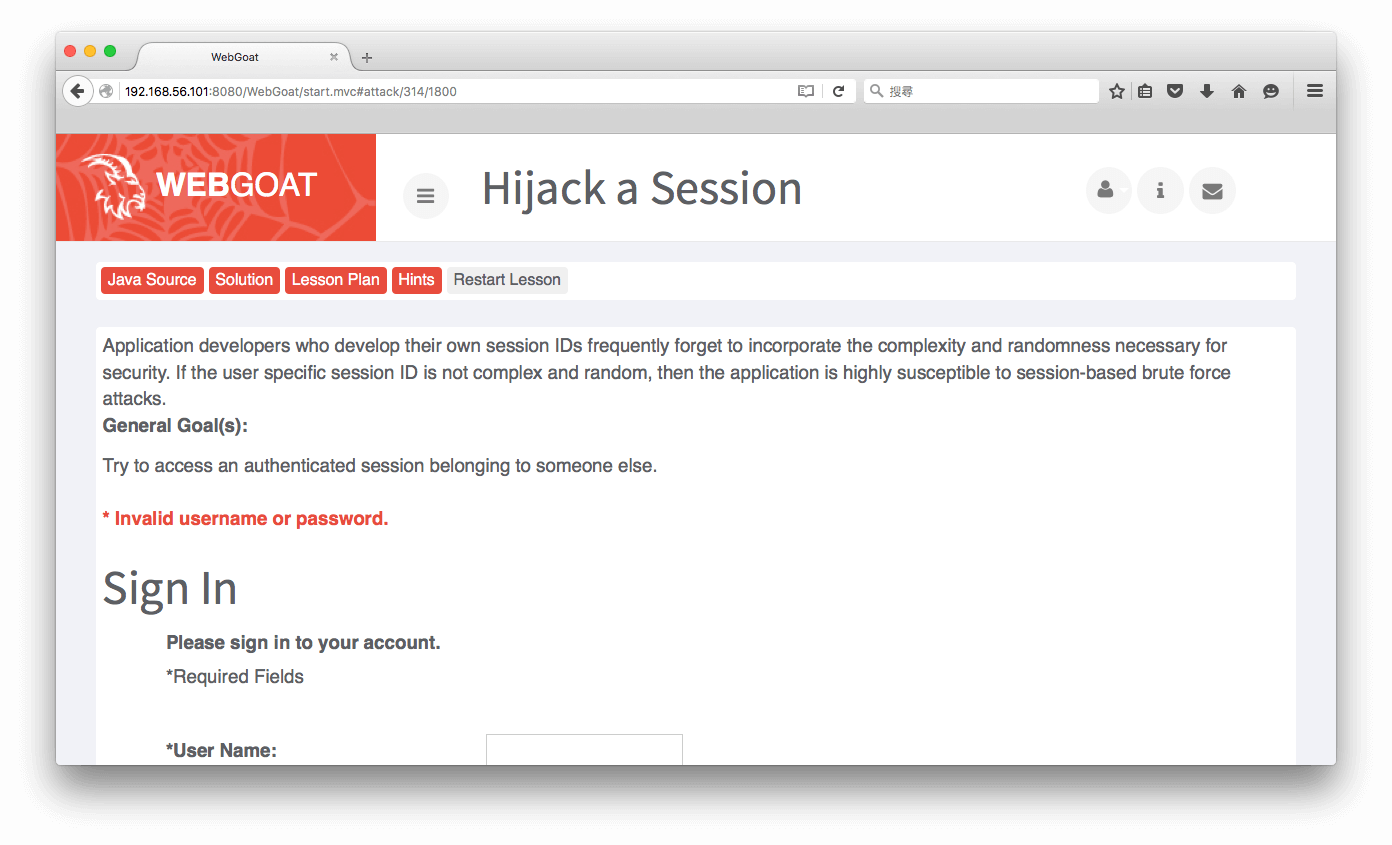 WebGoat
192.168.56.101:8080/WebGoat/start.mvc#attack/314/1800
搜尋
WEBGOAT
Hijack a Session
Java Source Solution Lesson Plan Hints Restart Lesson
Application developers who develop their own session IDs frequently forget to incorporate the complexity and randomness necessary for
security. If the user specific session ID is not complex and random, then the application is highly susceptible to session-based brute force
attacks.
General Goal(s):
Try to access an authenticated session belonging to someone else.
* Invalid username or password.
Sign In
Please sign in to your account.
*Required Fields
*User Name: